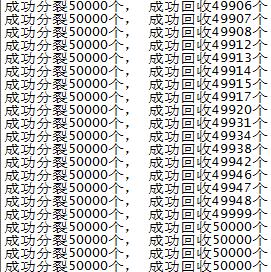 成功分裂50000个， 成功回收49906个
成功分裂50000个， 成功回收49907个
成功分裂50000个， 成功回收49908个
成功分裂50000个， 成功回收49912个
成功分裂50000个， 成功回收49913个
成功分裂50000个， 成功回收49914个
成功分裂50000个， 成功回收49915个
成功分裂50000个， 成功回收49917个
成功分裂50000个， 成功回收49920个
成功分裂50000个， 成功回收49931个
成功分裂50000个， 成功回收49934个
成功分裂50000个， 成功回收49938个
成功分裂50000个， 成功回收49942个
成功分裂50000个， 成功回收49946个
成功分裂50000个， 成功回收49947个
成功分裂50000个， 成功回收49948个
成功分裂50000个， 成功回收49999个
成功分裂50000个， 成功回收50000个
成功分裂50000个， 成功回收50000个
成功分裂50000个， 成功回收50000个
成功分裂50000个， 成功回收50000个